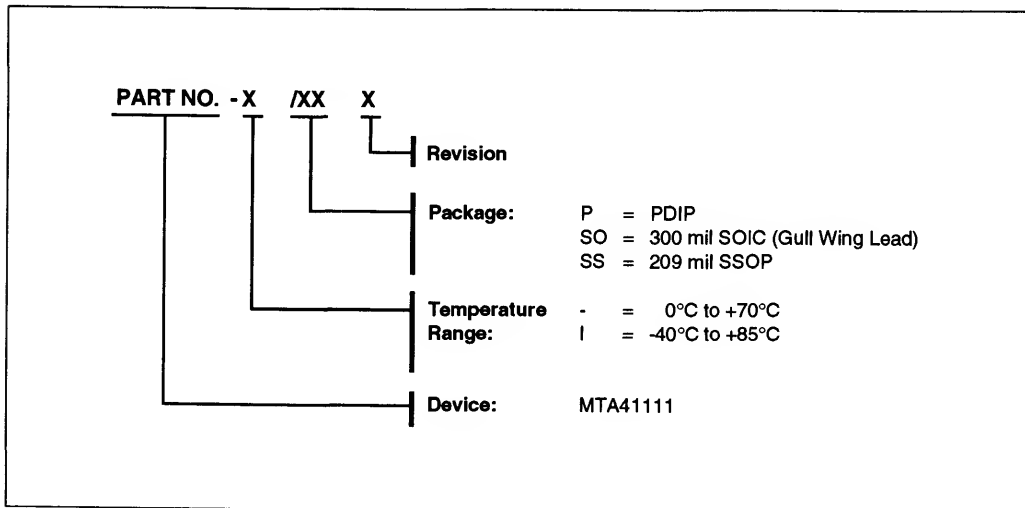 PART NO. -X /XX X
Revision
Package: P = PDIP
SO = 300 mil SOIC (Gull Wing Lead)
SS = 209 mil SSOP
Temperature - = 0°C to +70°C
Range: I = -40°C to +85°C
Device: MTA41111